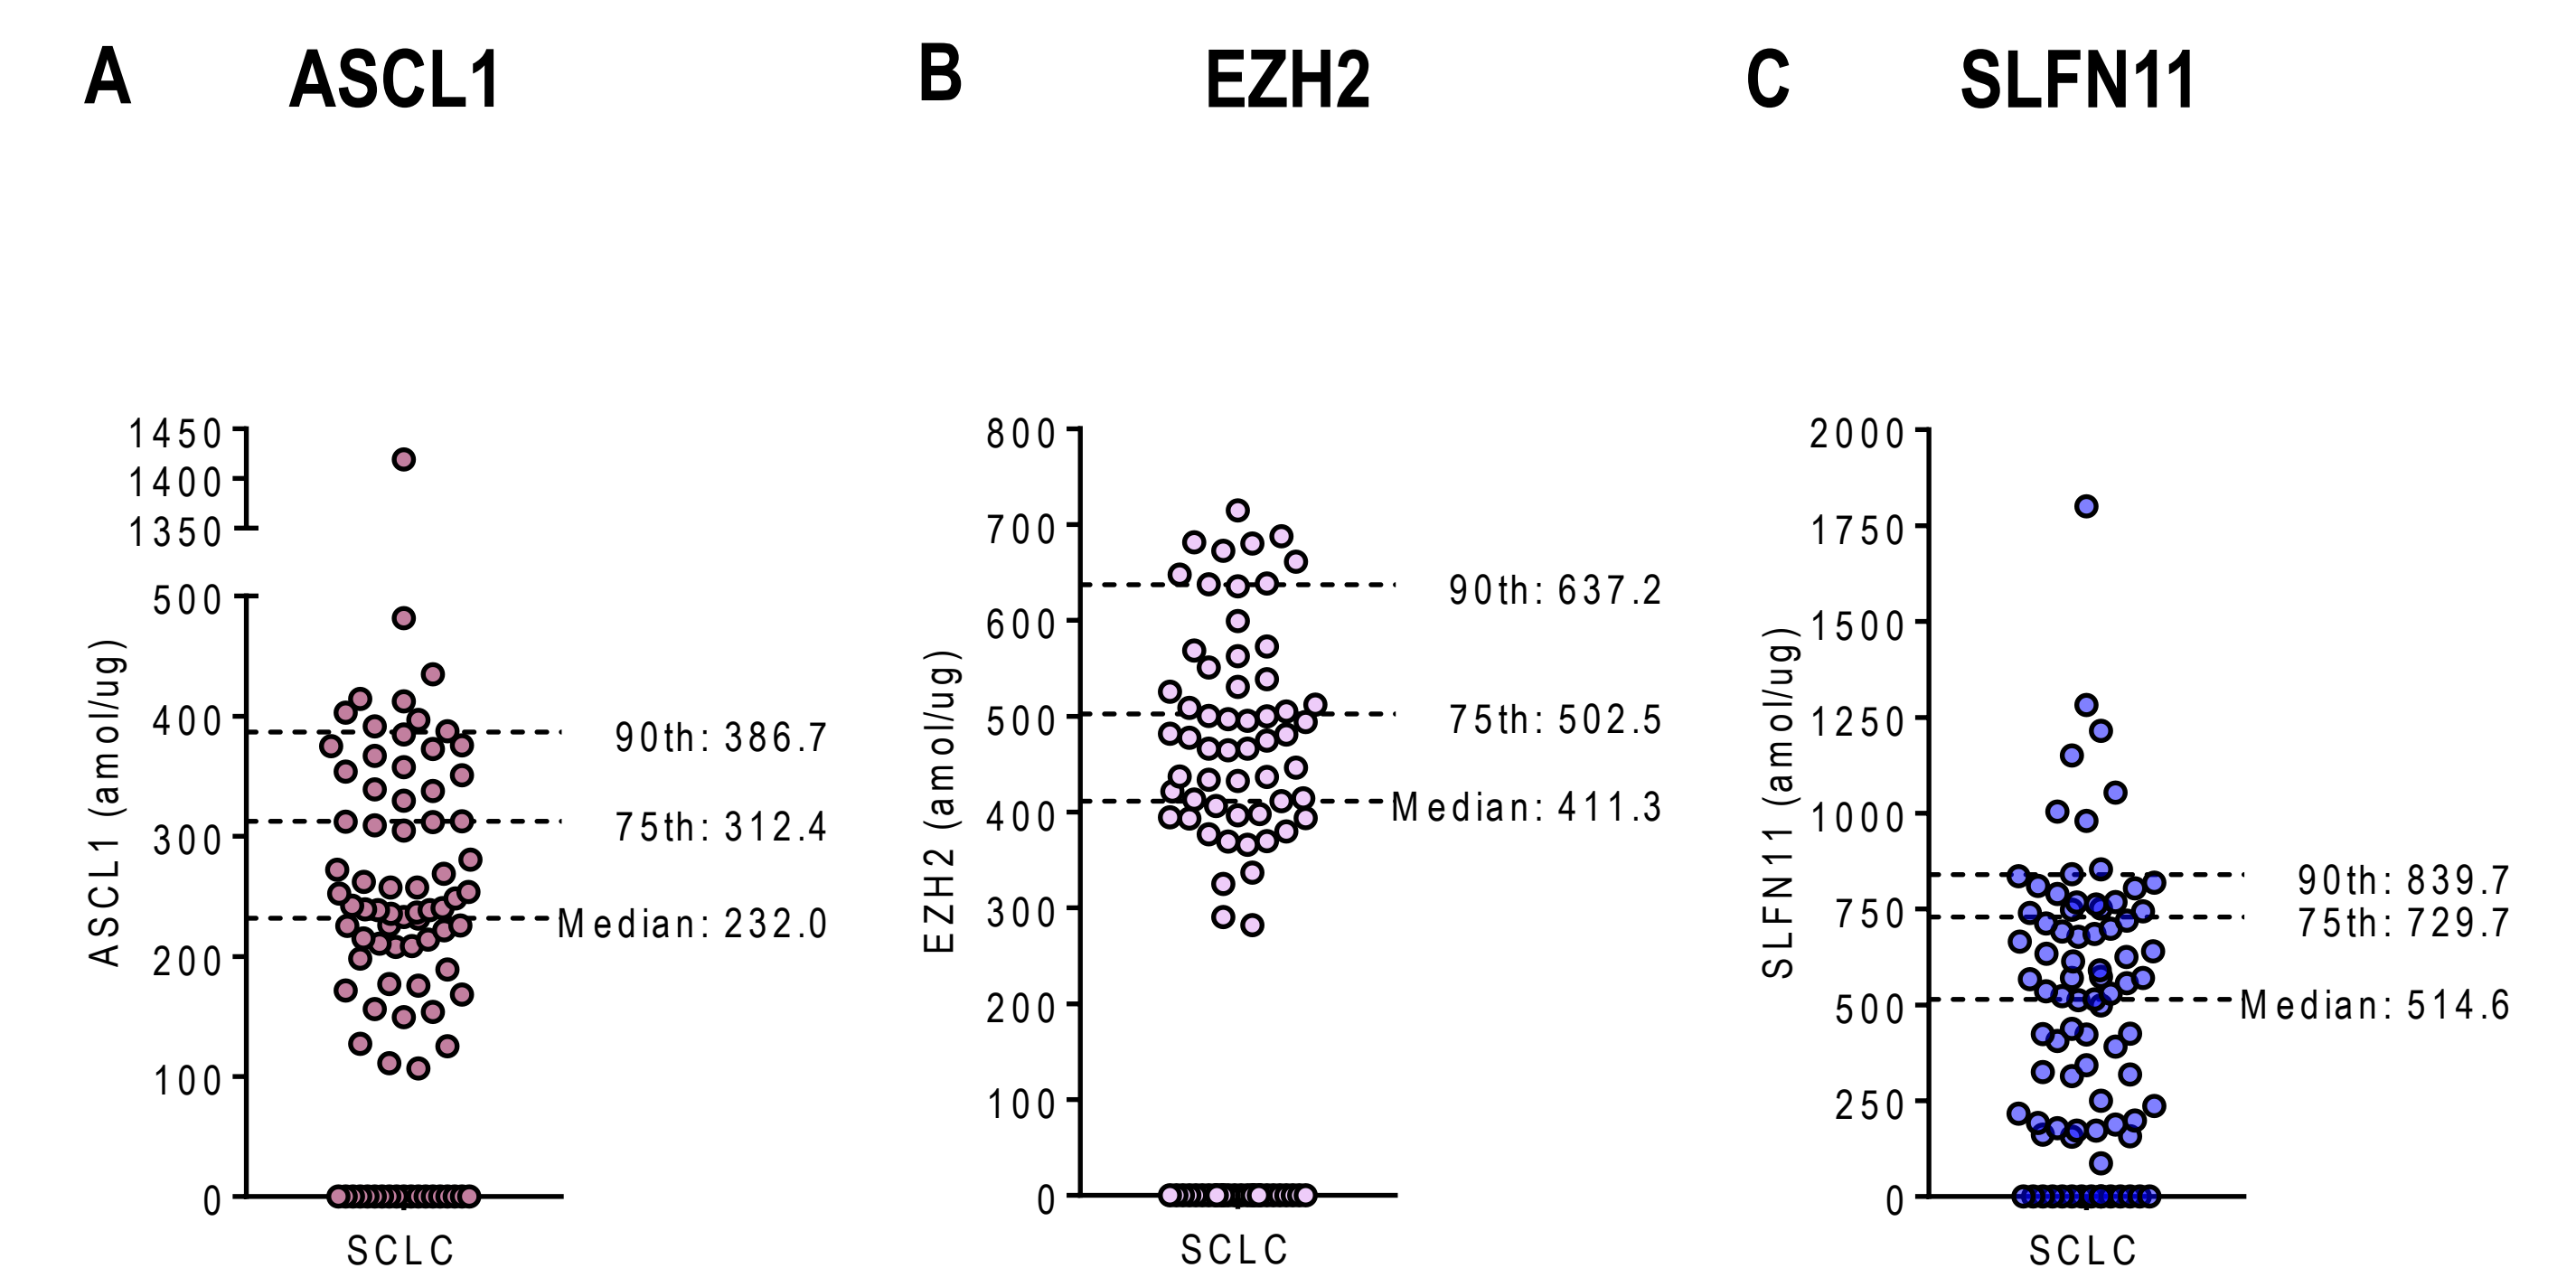 A ASCL1
1450
1400
1350
500
400
300
200
100
0
ASCL1 (amol/ug)
90th: 386.7
75th: 312.4
Median: 232.0
SCLC
B EZH2
800
700
600
500
400
300
200
100
0
EZH2 (amol/ug)
90th: 637.2
75th: 502.5
Median: 411.3
SCLC
C SLFN11
2000
1750
1500
1250
1000
750
500
250
0
SLFN11 (amol/ug)
90th: 839.7
75th: 729.7
Median: 514.6
SCLC